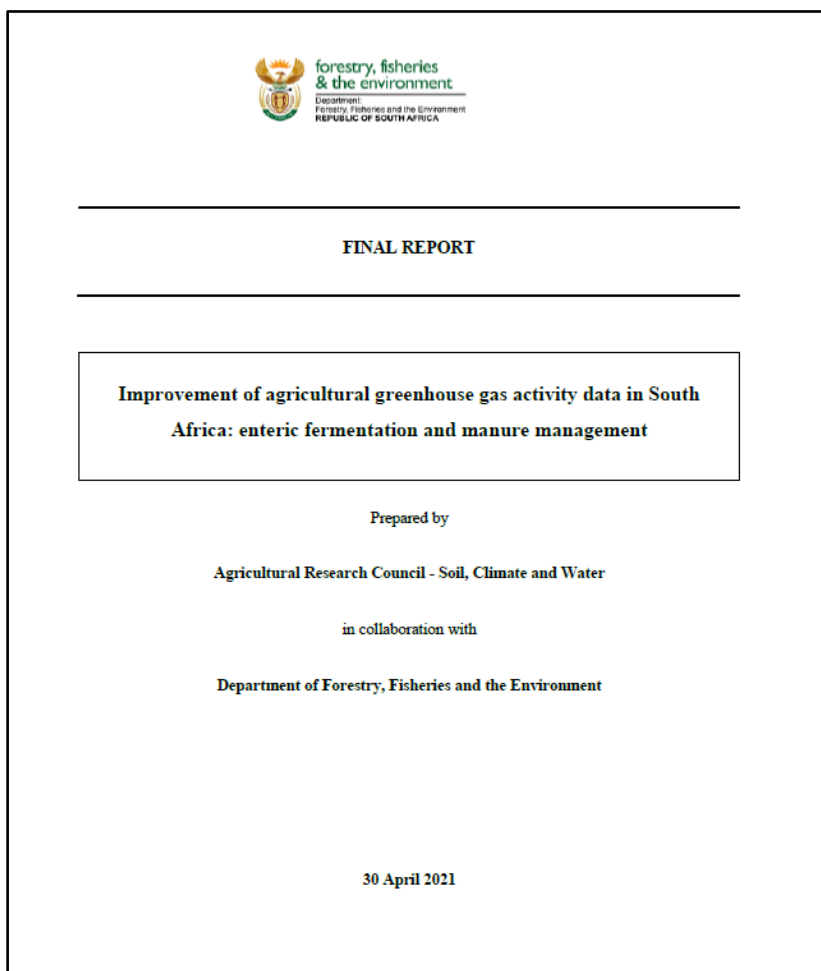 forestry, fisheries
& the environment
Department:
Forestry, Fisheries and the Environment
REPUBLIC OF SOUTH AFRICA
FINAL REPORT
Improvement of agricultural greenhouse gas activity data in South
Africa: enteric fermentation and manure management
Prepared by
Agricultural Research Council - Soil, Climate and Water
in collaboration with
Department of Forestry, Fisheries and the Environment
30 April 2021